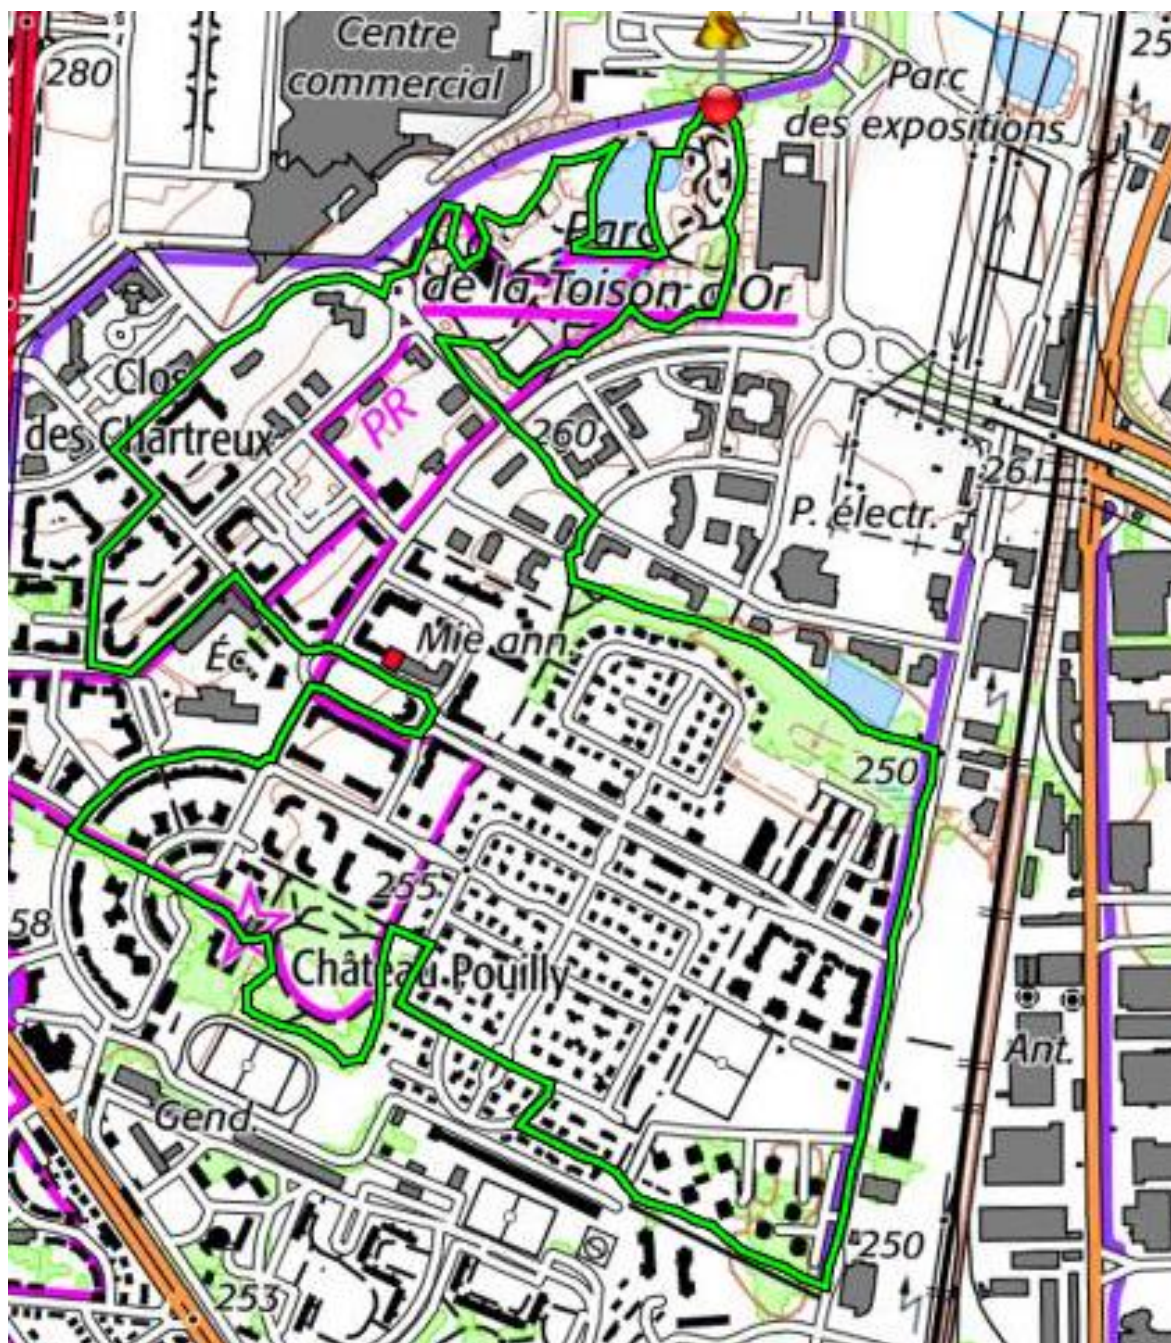 Centre
commercial
280
25
Parc
des expositions
Parc
de la Toison d'Or
Clos
des Chartreux
PR
260
261
P. électr.
Mie ann.
Éc.
250
255
58
Château Pouilly
Ant.
Gend.
250
253